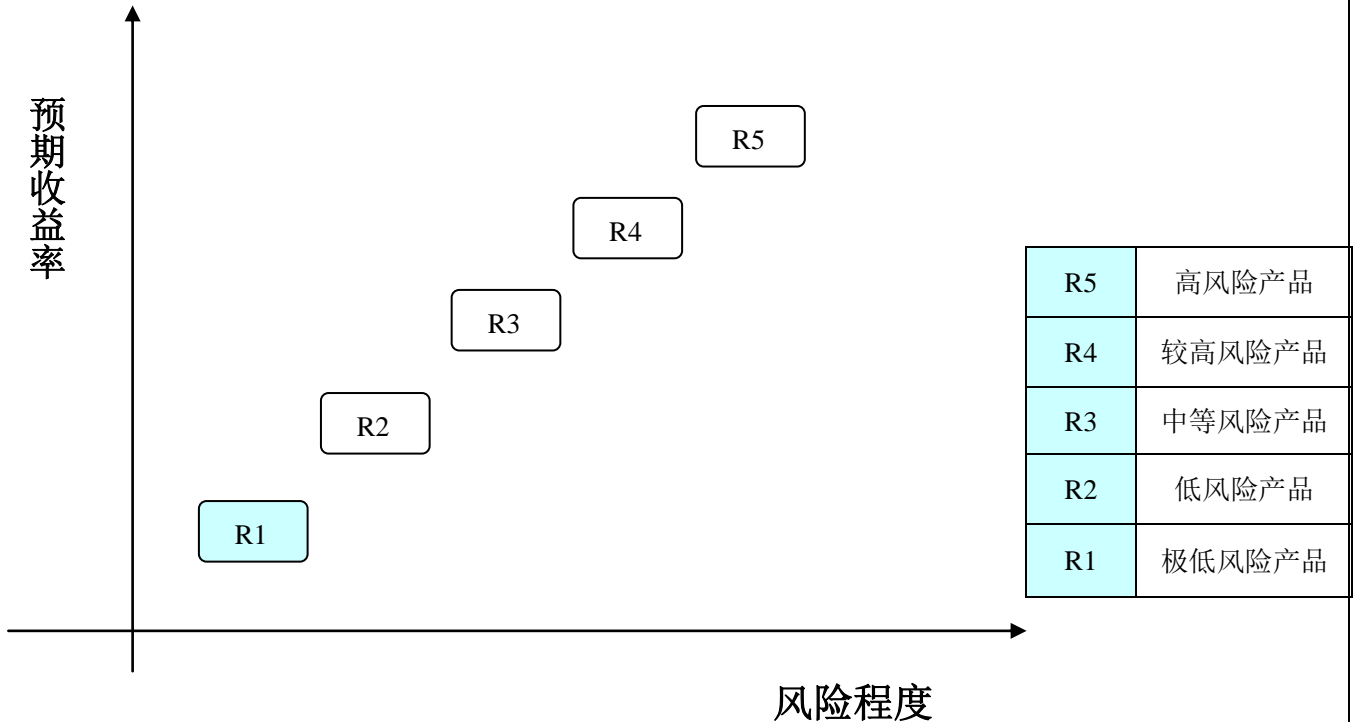 预期收益率
R5
R4
R3
R2
R1
风险程度
R5 高风险产品
R4 较高风险产品
R3 中等风险产品
R2 低风险产品
R1 极低风险产品